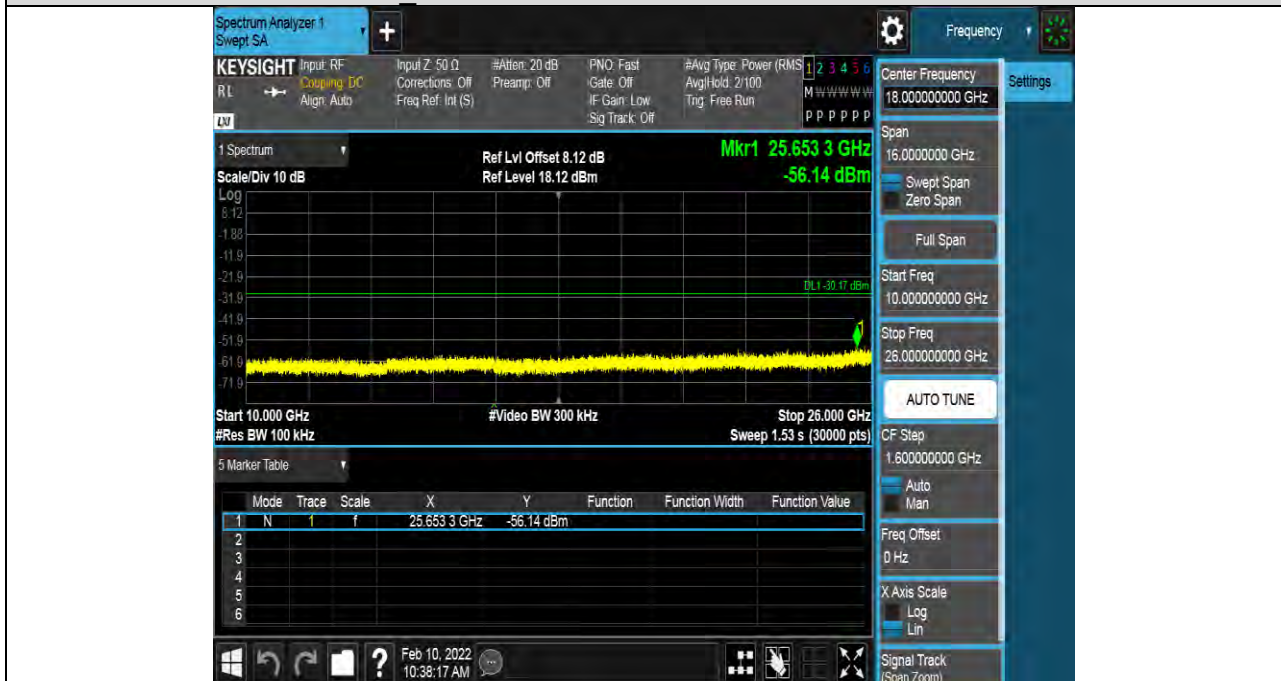 Spectrum Analyzer 1
Swept SA
+
Frequency
KEYSIGHT
RL
LXI
Input: RF
Coupling: DC
Align: Auto
Input Z: 50 Ω
Corrections: Off
Freq Ref: Int (S)
#Atten: 20 dB
Preamp: Off
PNO: Fast
Gate: Off
IF Gain: Low
Sig Track: Off
#Avg Type: Power (RMS
Avg|Hold: 2/100
Trig: Free Run
1 2 3 4 5 6
M W W W W W
P P P P P P
1 Spectrum
Scale/Div 10 dB
Ref Lvl Offset 8.12 dB
Ref Level 18.12 dBm
Mkr1 25.653 3 GHz
-56.14 dBm
Log
8.12
-1.88
-11.9
-21.9
-31.9
-41.9
-51.9
-61.9
-71.9
DL1 -30.17 dBm
1
Start 10.000 GHz
#Video BW 300 kHz
Stop 26.000 GHz
#Res BW 100 kHz
Sweep 1.53 s (30000 pts)
5 Marker Table
Mode Trace Scale X Y Function Function Width Function Value
1 N 1 f 25.653 3 GHz -56.14 dBm
2
3
4
5
6
?
Feb 10, 2022
10:38:17 AM
Center Frequency
18.000000000 GHz
Settings
Span
16.0000000 GHz
Swept Span
Zero Span
Full Span
Start Freq
10.000000000 GHz
Stop Freq
26.000000000 GHz
AUTO TUNE
CF Step
1.600000000 GHz
Auto
Man
Freq Offset
0 Hz
X Axis Scale
Log
Lin
Signal Track
(Span Zoom)